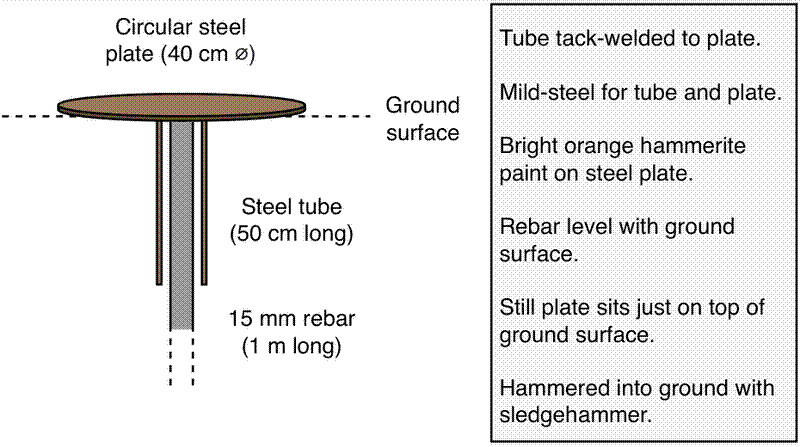 Circular steel
plate (40 cm ⌀)
Ground
surface
Steel tube
(50 cm long)
15 mm rebar
(1 m long)
Tube tack-welded to plate.
Mild-steel for tube and plate.
Bright orange hammerite
paint on steel plate.
Rebar level with ground
surface.
Still plate sits just on top of
ground surface.
Hammered into ground with
sledgehammer.